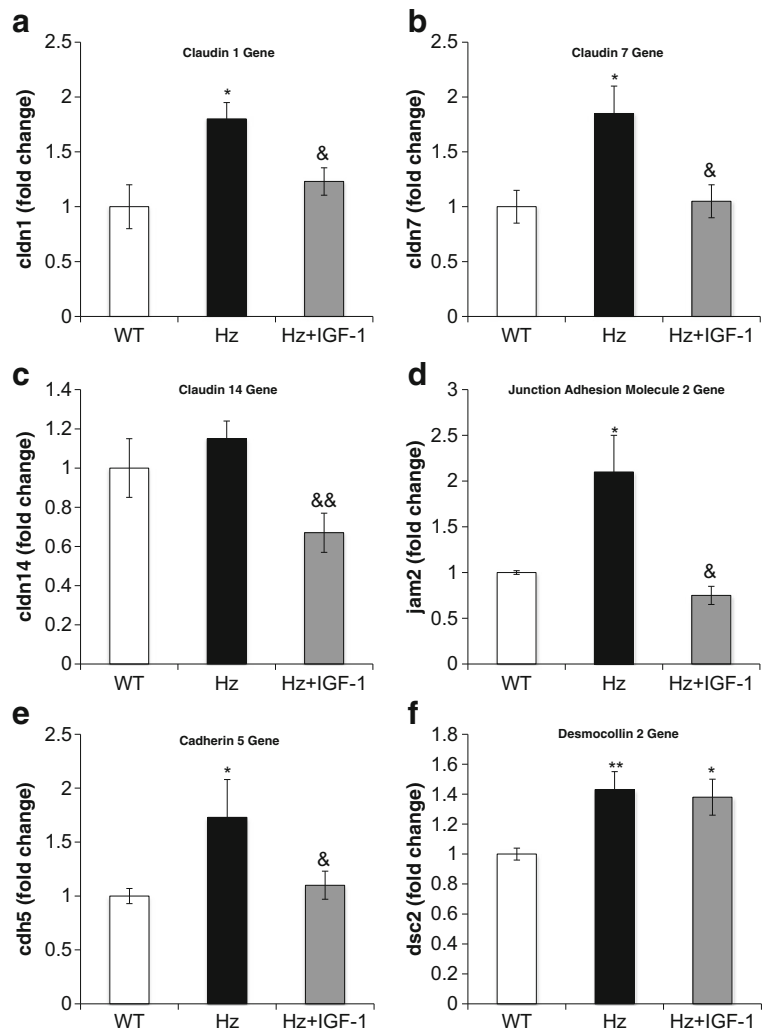 a
Claudin 1 Gene
cldn1 (fold change)
2.5
2
1.5
1
0.5
0
*
&
WT Hz Hz+IGF-1
b
Claudin 7 Gene
cldn7 (fold change)
2.5
2
1.5
1
0.5
0
*
&
WT Hz Hz+IGF-1
c
Claudin 14 Gene
cldn14 (fold change)
1.4
1.2
1
0.8
0.6
0.4
0.2
0
&&
WT Hz Hz+IGF-1
d
Junction Adhesion Molecule 2 Gene
jam2 (fold change)
3
2.5
2
1.5
1
0.5
0
*
&
WT Hz Hz+IGF-1
e
Cadherin 5 Gene
cdh5 (fold change)
2.5
2
1.5
1
0.5
0
*
&
WT Hz Hz+IGF-1
f
Desmocollin 2 Gene
dsc2 (fold change)
1.8
1.6
1.4
1.2
1
0.8
0.6
0.4
0.2
0
**
*
WT Hz Hz+IGF-1